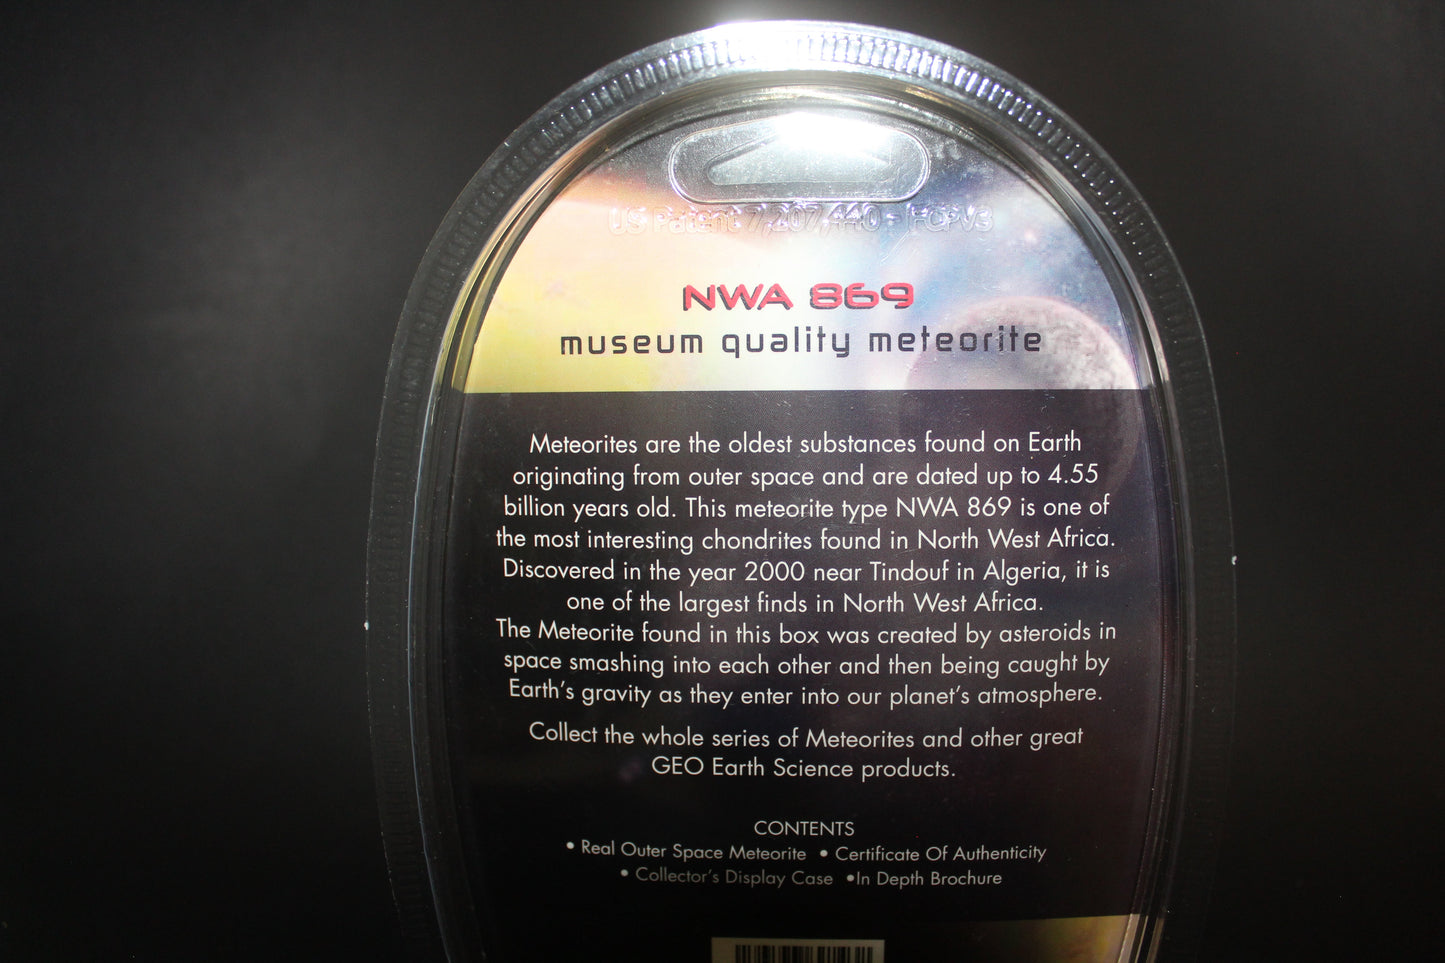 US Patent 7,207,440 - FCPV3
NWA 869
museum quality meteorite
Meteorites are the oldest substances found on Earth
originating from outer space and are dated up to 4.55
billion years old. This meteorite type NWA 869 is one of
the most interesting chondrites found in North West Africa.
Discovered in the year 2000 near Tindouf in Algeria, it is
one of the largest finds in North West Africa.
The Meteorite found in this box was created by asteroids in
space smashing into each other and then being caught by
Earth's gravity as they enter into our planet's atmosphere.
Collect the whole series of Meteorites and other great
GEO Earth Science products.
CONTENTS
• Real Outer Space Meteorite • Certificate Of Authenticity
• Collector's Display Case •In Depth Brochure